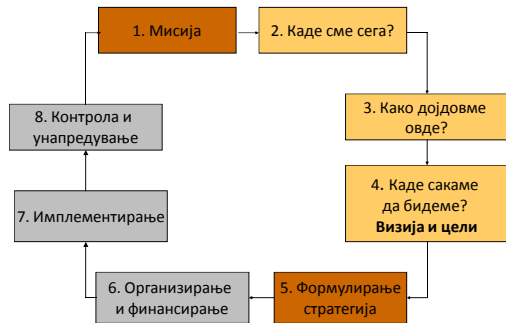 1. Мисија
2. Каде сме сега?
3. Како дојдовме
овде?
4. Каде сакаме
да бидеме?
Визија и цели
5. Формулирање
стратегија
6. Организирање
и финансирање
7. Имплементирање
8. Контрола и
унапредување